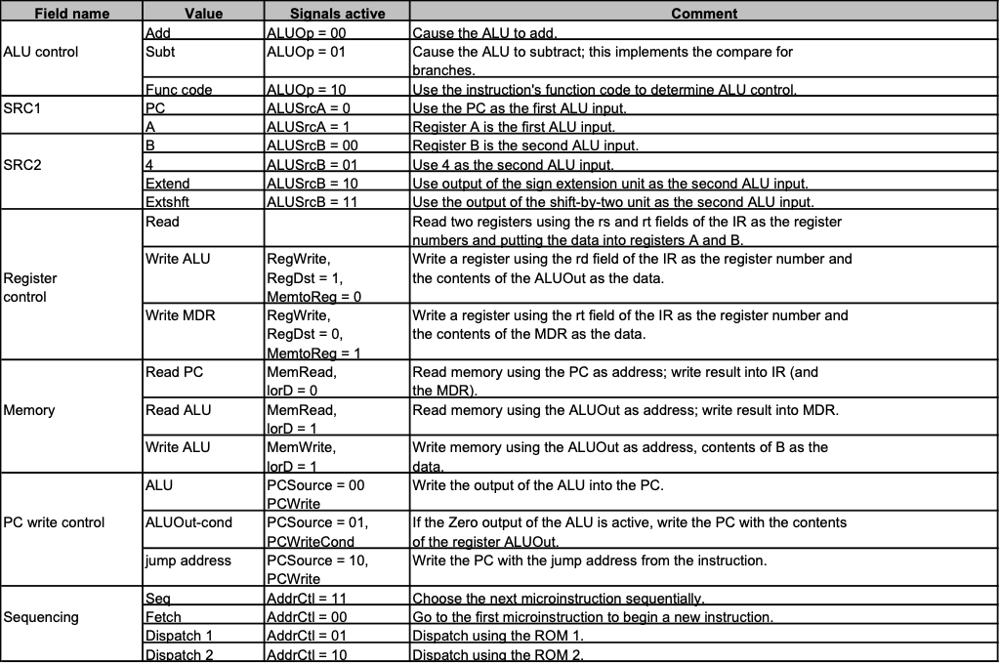 Field name Value Signals active Comment
Add ALUOp = 00 Cause the ALU to add.
ALU control Subt ALUOp = 01 Cause the ALU to subtract; this implements the compare for
branches.
Func code ALUOp = 10 Use the instruction's function code to determine ALU control.
SRC1 PC ALUSrcA = 0 Use the PC as the first ALU input.
A ALUSrcA = 1 Register A is the first ALU input.
B ALUSrcB = 00 Register B is the second ALU input.
SRC2 4 ALUSrcB = 01 Use 4 as the second ALU input.
Extend ALUSrcB = 10 Use output of the sign extension unit as the second ALU input.
Extshft ALUSrcB = 11 Use the output of the shift-by-two unit as the second ALU input.
Read Read two registers using the rs and rt fields of the IR as the register
numbers and putting the data into registers A and B.
Write ALU RegWrite, Write a register using the rd field of the IR as the register number and
Register RegDst = 1, the contents of the ALUOut as the data.
control MemtoReg = 0
Write MDR RegWrite, Write a register using the rt field of the IR as the register number and
RegDst = 0, the contents of the MDR as the data.
MemtoReg = 1
Read PC MemRead, Read memory using the PC as address; write result into IR (and
IorD = 0 the MDR).
Memory Read ALU MemRead, Read memory using the ALUOut as address; write result into MDR.
IorD = 1
Write ALU MemWrite, Write memory using the ALUOut as address, contents of B as the
IorD = 1 data.
ALU PCSource = 00 Write the output of the ALU into the PC.
PCWrite
PC write control ALUOut-cond PCSource = 01, If the Zero output of the ALU is active, write the PC with the contents
PCWriteCond of the register ALUOut.
jump address PCSource = 10, Write the PC with the jump address from the instruction.
PCWrite
Seq AddrCtl = 11 Choose the next microinstruction sequentially.
Sequencing Fetch AddrCtl = 00 Go to the first microinstruction to begin a new instruction.
Dispatch 1 AddrCtl = 01 Dispatch using the ROM 1.
Dispatch 2 AddrCtl = 10 Dispatch using the ROM 2.